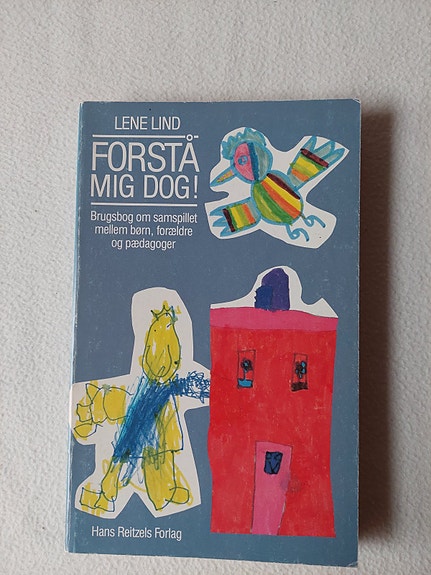 LENE LIND
FORSTÅ
MIG DOG!
Brugsbog om samspillet
mellem børn, forældre
og pædagoger
Hans Reitzels Forlag